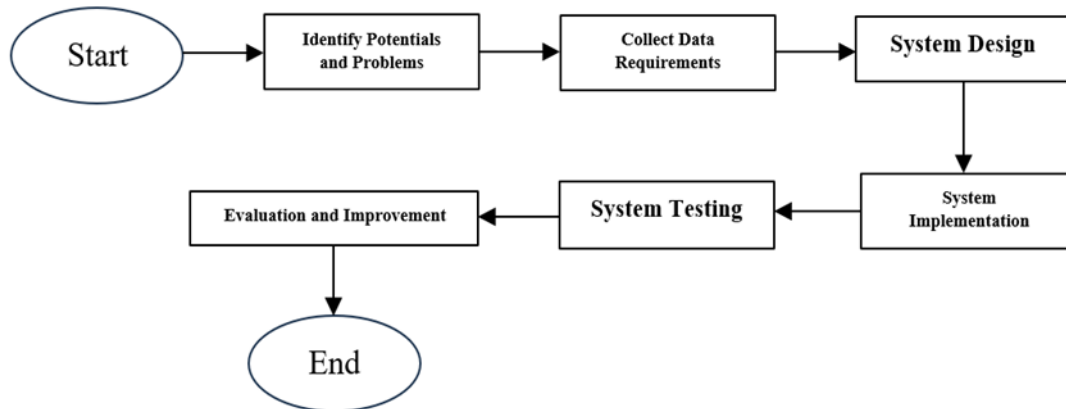 Start
Identify Potentials
and Problems
Collect Data
Requirements
System Design
System
Implementation
System Testing
Evaluation and Improvement
End